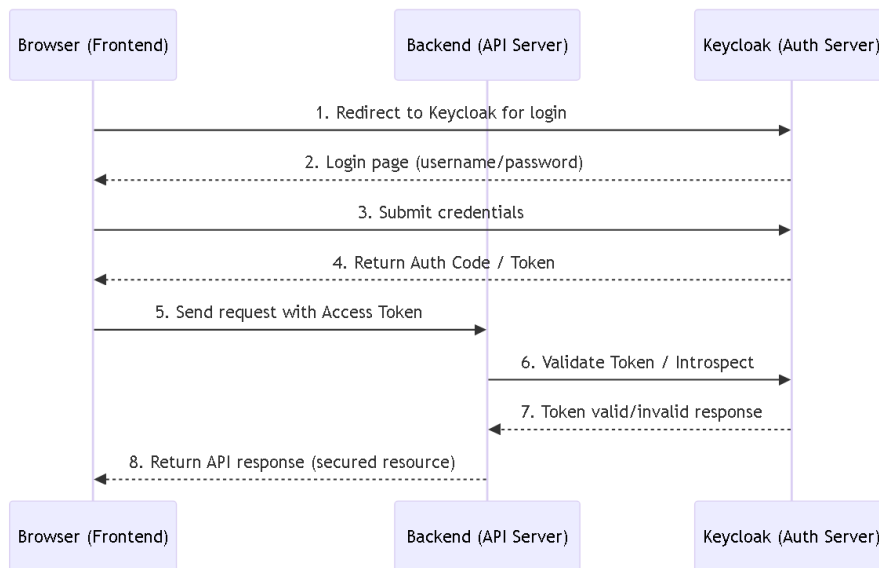 Browser (Frontend)
Backend (API Server)
Keycloak (Auth Server)
1. Redirect to Keycloak for login
2. Login page (username/password)
3. Submit credentials
4. Return Auth Code / Token
5. Send request with Access Token
6. Validate Token / Introspect
7. Token valid/invalid response
8. Return API response (secured resource)
Browser (Frontend)
Backend (API Server)
Keycloak (Auth Server)